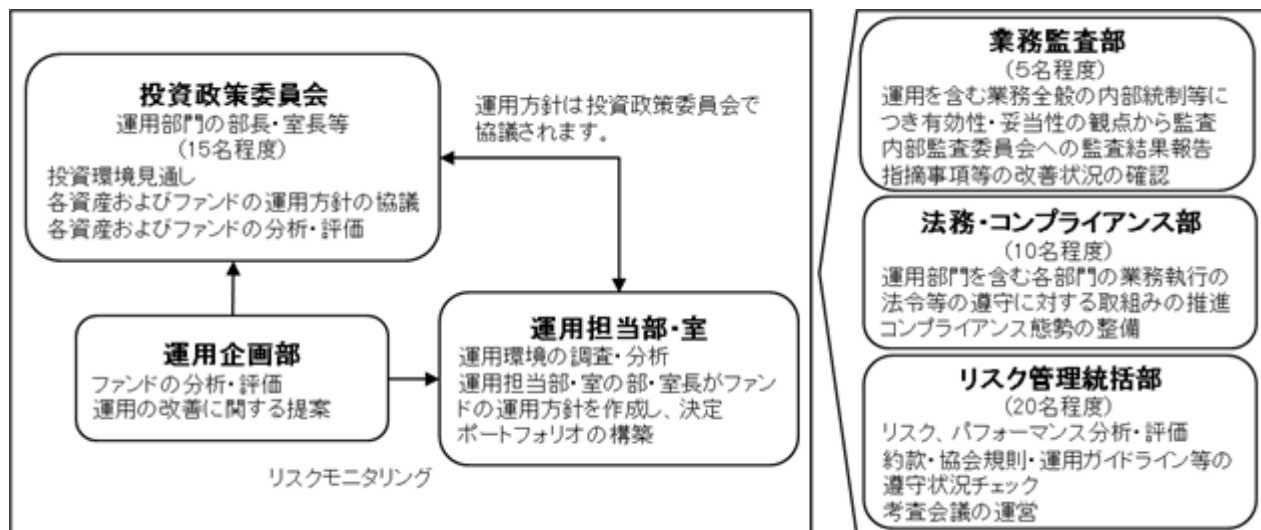 投資政策委員会
運用部門の部長・室長等
(15名程度)
投資環境見通し
各資産およびファンドの運用方針の協議
各資産およびファンドの分析・評価
運用方針は投資政策委員会で
協議されます。
運用企画部
ファンドの分析・評価
運用の改善に関する提案
運用担当部・室
運用環境の調査・分析
運用担当部・室の部・室長がファン
ドの運用方針を作成し、決定
ポートフォリオの構築
リスクモニタリング
業務監査部
(5名程度)
運用を含む業務全般の内部統制等に
つき有効性・妥当性の観点から監査
内部監査委員会への監査結果報告
指摘事項等の改善状況の確認
法務・コンプライアンス部
(10名程度)
運用部門を含む各部門の業務執行の
法令等の遵守に対する取組みの推進
コンプライアンス態勢の整備
リスク管理統括部
(20名程度)
リスク、パフォーマンス分析・評価
約款・協会規則・運用ガイドライン等の
遵守状況チェック
考査会議の運営